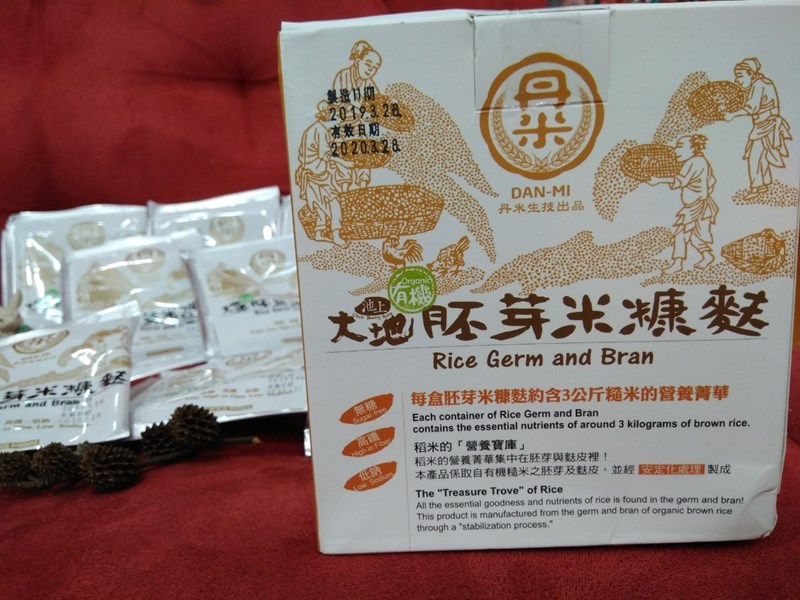 製造日期
2019.3.28.
有效日期
2020.3.28.
丹米
DAN-MI
丹米生技出品
Organic
有機
池上
大地胚芽米糠麩
Rice Germ and Bran
無糖
Sugar free
高纖
High in Fiber
低鈉
Low Sodium
每盒胚芽米糠麩約含3公斤糙米的營養菁華
Each container of Rice Germ and Bran
contains the essential nutrients of around 3 kilograms of brown rice.
稻米的「營養寶庫」
稻米的營養菁華集中在胚芽與麩皮裡！
本產品係取自有機糙米之胚芽及麩皮，並經 安定化處理 製成
The "Treasure Trove" of Rice
All the essential goodness and nutrients of rice is found in the germ and bran!
This product is manufactured from the germ and bran of organic brown rice
through a "stabilization process."
芽米糠麩
erm and Bran